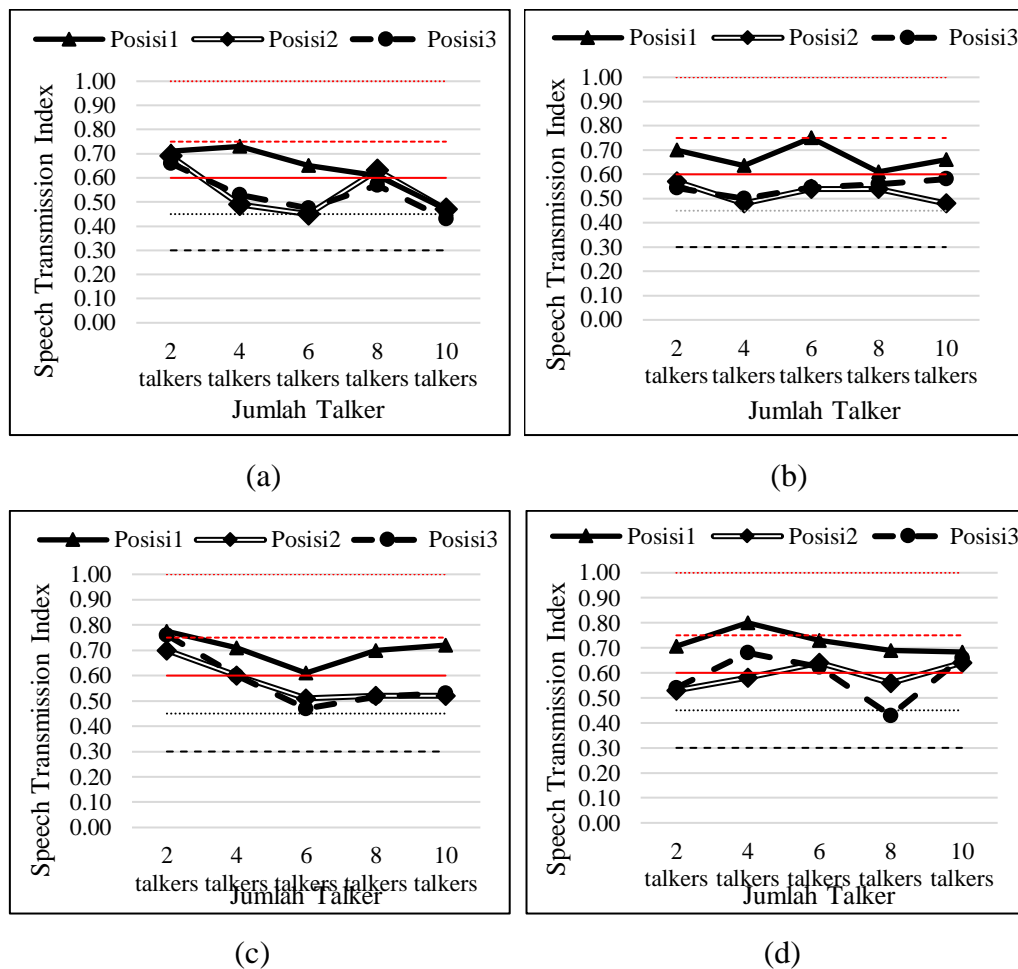 Posisi1 Posisi2 Posisi3
1.00
0.90
0.80
0.70
0.60
0.50
0.40
0.30
0.20
0.10
0.00
Speech Transmission Index
2 4 6 8 10
talkers talkers talkers talkers talkers
Jumlah Talker
(a)
Posisi1 Posisi2 Posisi3
1.00
0.90
0.80
0.70
0.60
0.50
0.40
0.30
0.20
0.10
0.00
Speech Transmission Index
2 4 6 8 10
talkers talkers talkers talkers talkers
Jumlah Talker
(b)
Posisi1 Posisi2 Posisi3
1.00
0.90
0.80
0.70
0.60
0.50
0.40
0.30
0.20
0.10
0.00
Speech Transmission Index
2 4 6 8 10
talkers talkers talkers talkers talkers
Jumlah Talker
(c)
Posisi1 Posisi2 Posisi3
1.00
0.90
0.80
0.70
0.60
0.50
0.40
0.30
0.20
0.10
0.00
Speech Transmission Index
2 4 6 8 10
talkers talkers talkers talkers talkers
Jumlah Talker
(d)